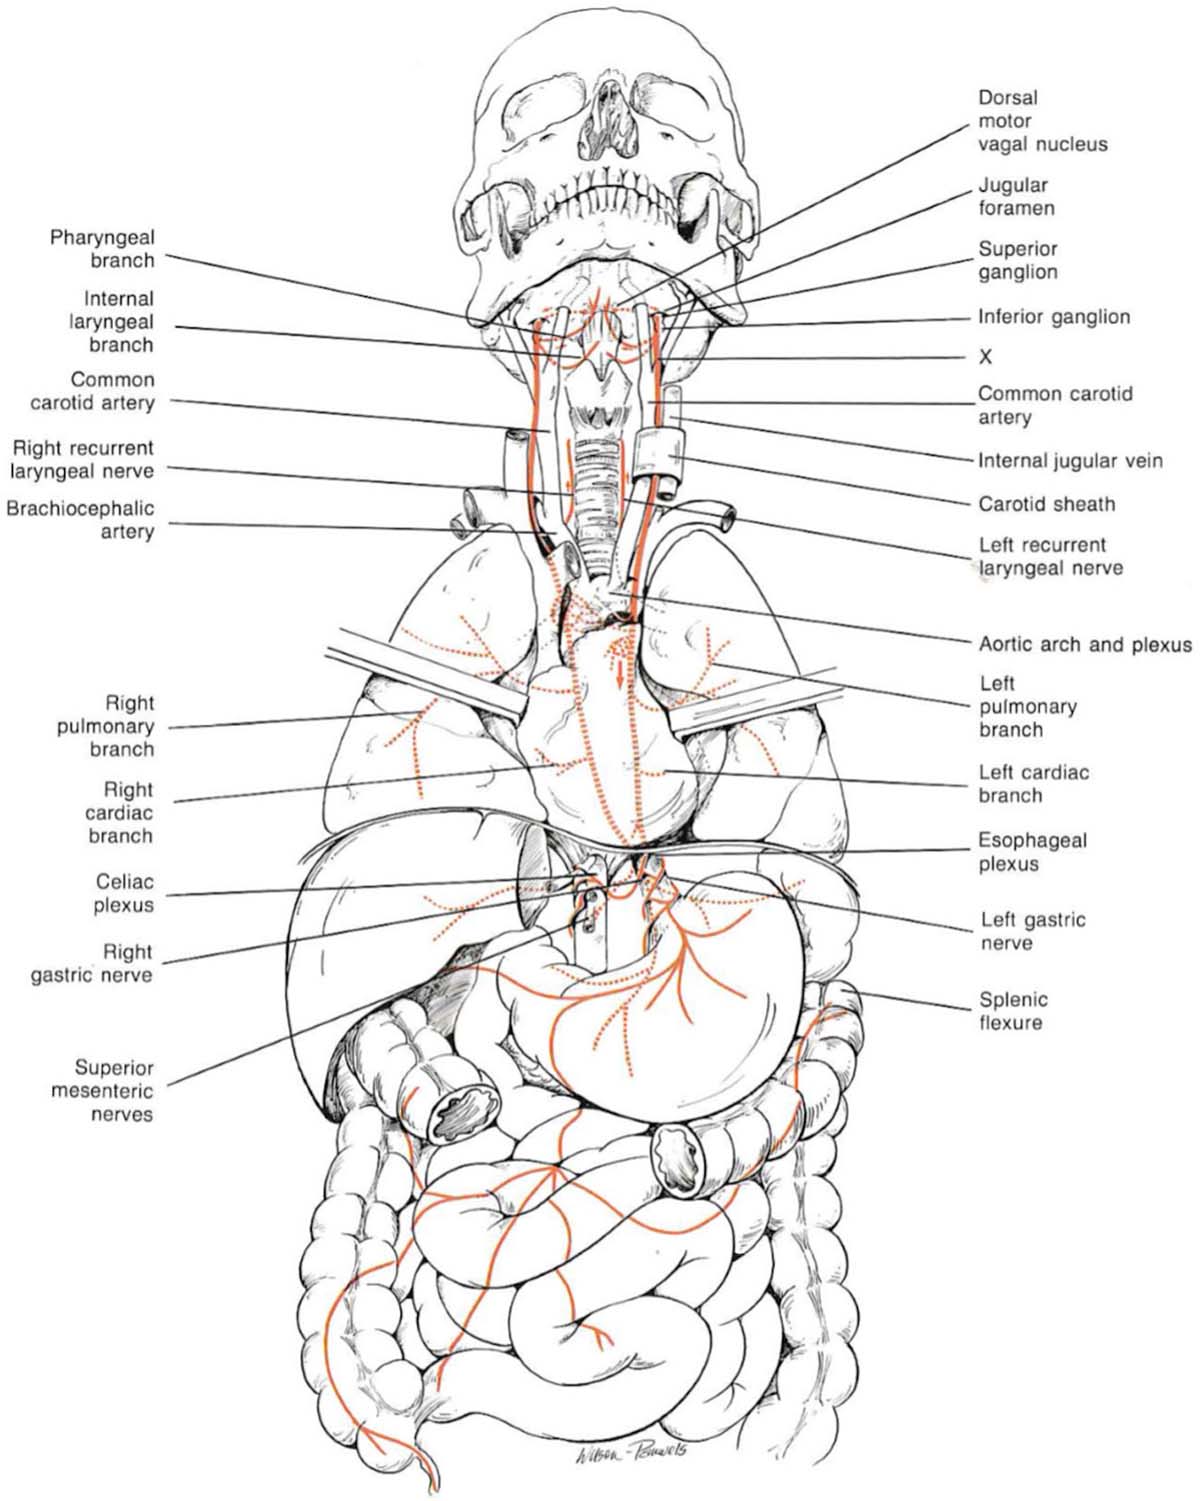 Dorsal
motor
vagal nucleus
Jugular
foramen
Superior
ganglion
Inferior ganglion
X
Common carotid
artery
Internal jugular vein
Carotid sheath
Left recurrent
laryngeal nerve
Aortic arch and plexus
Left
pulmonary
branch
Left cardiac
branch
Esophageal
plexus
Left gastric
nerve
Splenic
flexure
Pharyngeal
branch
Internal
laryngeal
branch
Common
carotid artery
Right recurrent
laryngeal nerve
Brachiocephalic
artery
Right
pulmonary
branch
Right
cardiac
branch
Celiac
plexus
Right
gastric nerve
Superior
mesenteric
nerves
Wilson-Pauwels